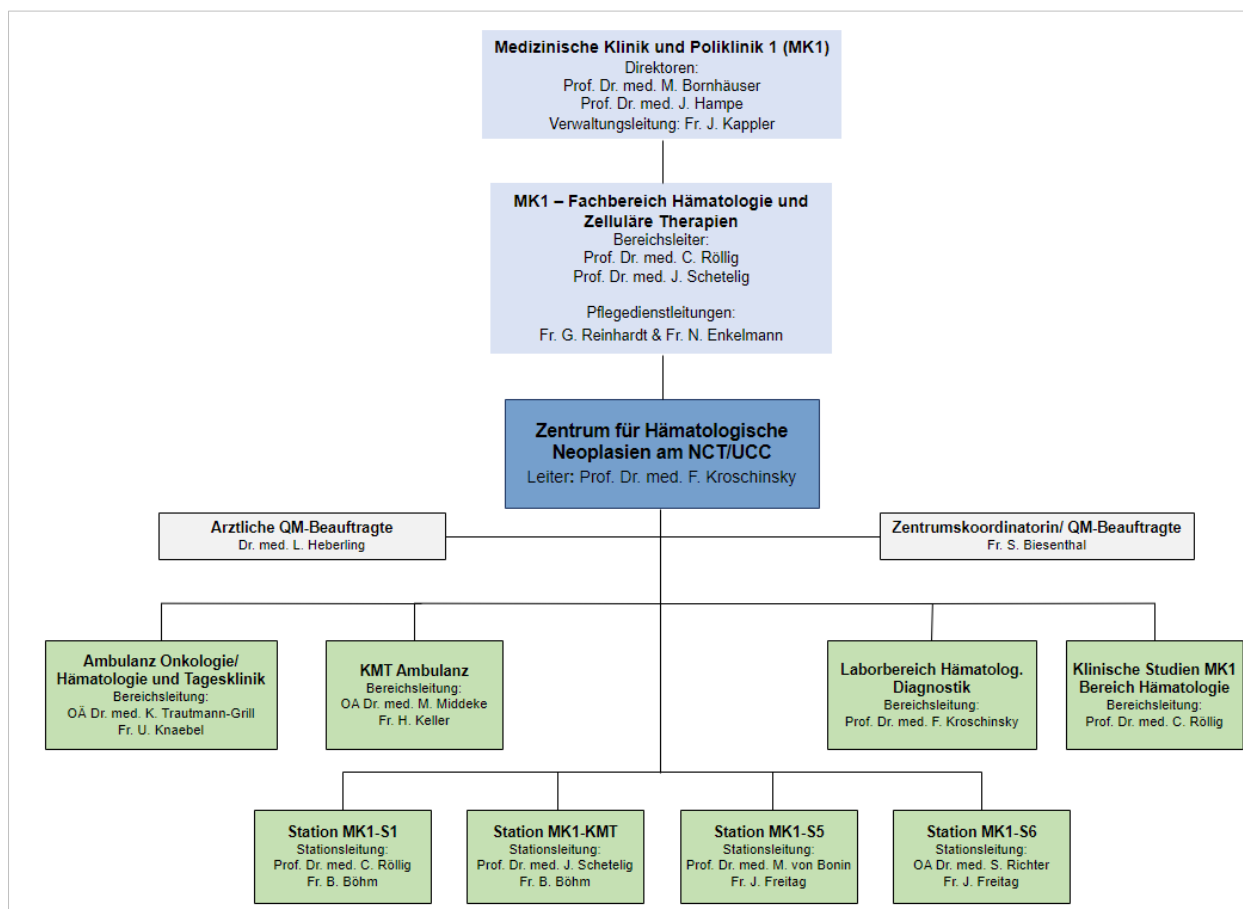 Medizinische Klinik und Poliklinik 1 (MK1)
Direktoren:
Prof. Dr. med. M. Bornhäuser
Prof. Dr. med. J. Hampe
Verwaltungsleitung: Fr. J. Kappler
MK1 – Fachbereich Hämatologie und
Zelluläre Therapien
Bereichsleiter:
Prof. Dr. med. C. Röllig
Prof. Dr. med. J. Schetelig
Pflegedienstleitungen:
Fr. G. Reinhardt & Fr. N. Enkelmann
Zentrum für Hämatologische
Neoplasien am NCT/UCC
Leiter: Prof. Dr. med. F. Kroschinsky
Arztliche QM-Beauftragte
Dr. med. L. Heberling
Zentrumskoordinatorin/ QM-Beauftragte
Fr. S. Biesenthal
Ambulanz Onkologie/
Hämatologie und Tagesklinik
Bereichsleitung:
OÄ Dr. med. K. Trautmann-Grill
Fr. U. Knaebel
KMT Ambulanz
Bereichsleitung:
OA Dr. med. M. Middeke
Fr. H. Keller
Laborbereich Hämatolog.
Diagnostik
Bereichsleitung:
Prof. Dr. med. F. Kroschinsky
Klinische Studien MK1
Bereich Hämatologie
Bereichsleitung:
Prof. Dr. med. C. Röllig
Station MK1-S1
Stationsleitung:
Prof. Dr. med. C. Röllig
Fr. B. Böhm
Station MK1-KMT
Stationsleitung:
Prof. Dr. med. J. Schetelig
Fr. B. Böhm
Station MK1-S5
Stationsleitung:
Prof. Dr. med. M. von Bonin
Fr. J. Freitag
Station MK1-S6
Stationsleitung:
OA Dr. med. S. Richter
Fr. J. Freitag